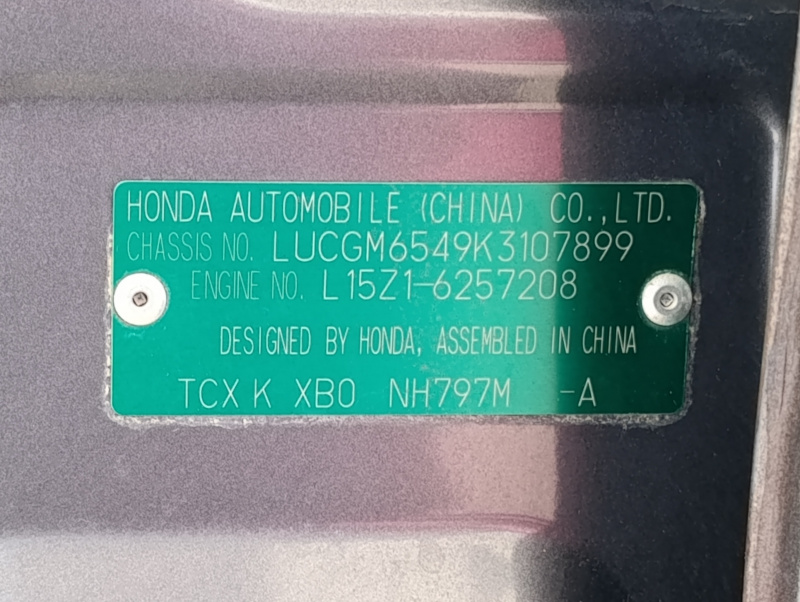 HONDA AUTOMOBILE (CHINA) CO.,LTD.
CHASSIS NO. LUCGM6549K3107899
ENGINE NO. L15Z1-6257208
DESIGNED BY HONDA, ASSEMBLED IN CHINA
TCX K XB0 NH797M -A